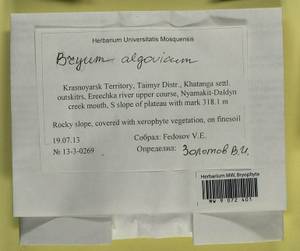 Herbarium Universitatis Mosquensis
Bryum algovicum
Krasnoyarsk Territory, Taimyr Distr., Khatanga settl.
outskitrs, Ereechka river upper course, Nyamakit-Daldyn
creek mouth, S slope of plateau with mark 318.1 m
Rocky slope, covered with xerophyte vegetation, on finesoil
19.07.13 Собрал: Fedosov V.E.
№ 13-3-0269 Определил: Золотов В.И.
Herbarium MW, Bryophyta
MW 9 072 401